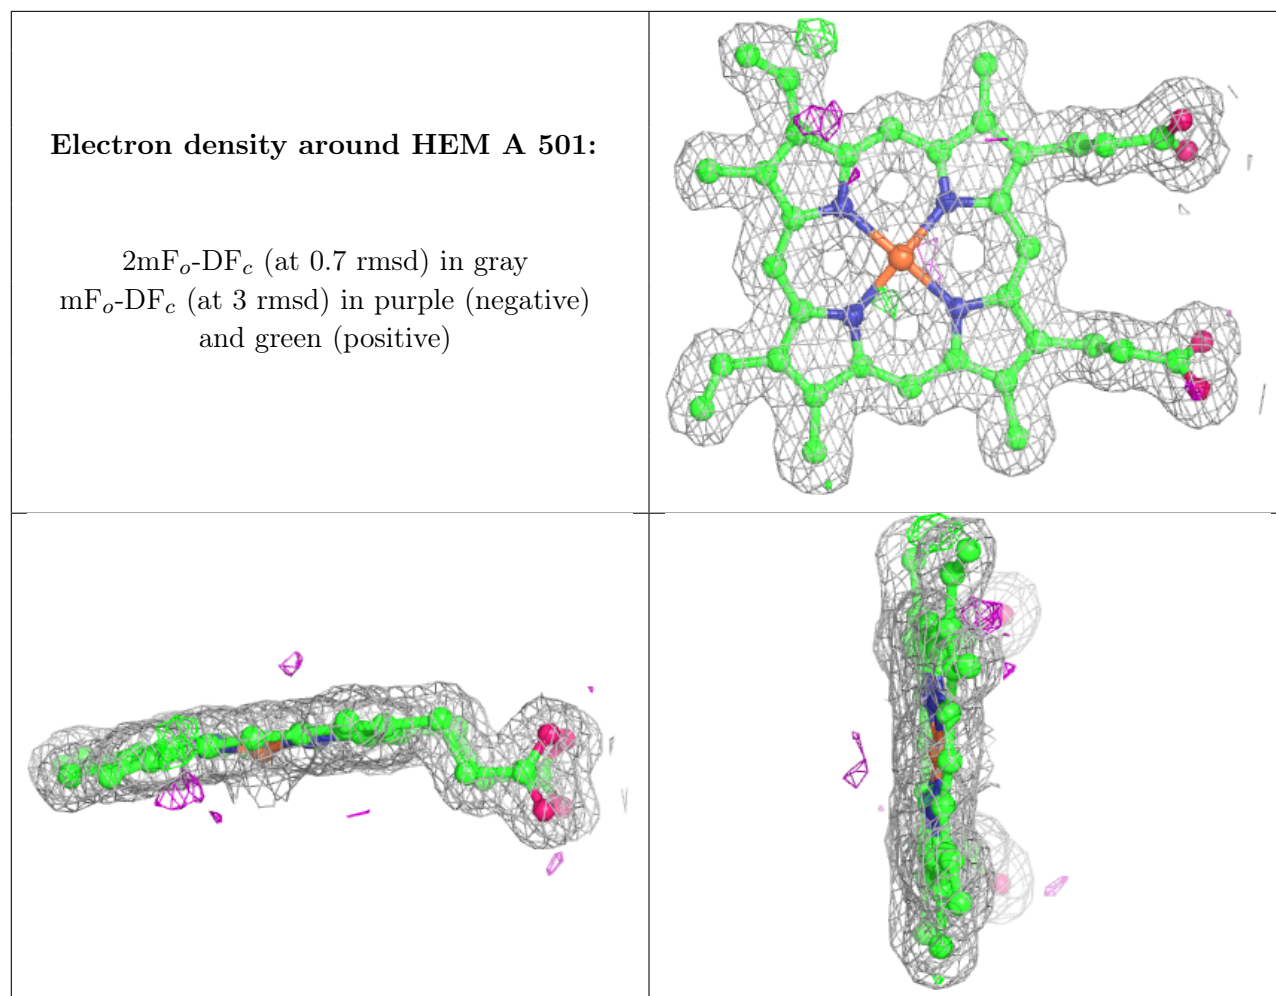 Electron density around HEM A 501:
2mFₒ-DF𝒸 (at 0.7 rmsd) in gray
mFₒ-DF𝒸 (at 3 rmsd) in purple (negative)
and green (positive)